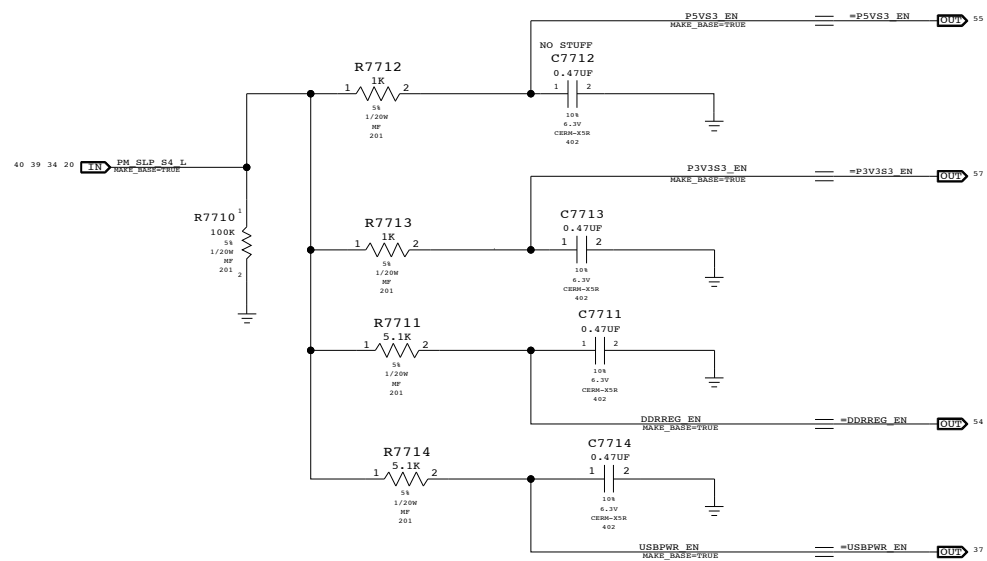 P5VS3_EN
MAKE_BASE=TRUE
=P5VS3_EN
OUT
55
NO STUFF
C7712
0.47UF
1 2
10%
6.3V
CERM-X5R
402
R7712
1K
1 2
5%
1/20W
MF
201
40 39 34 20
IN
PM_SLP_S4_L
MAKE_BASE=TRUE
P3V3S3_EN
MAKE_BASE=TRUE
=P3V3S3_EN
OUT
57
R7710
100K
5%
1/20W
MF
201
1
2
R7713
1K
1 2
5%
1/20W
MF
201
C7713
0.47UF
1 2
10%
6.3V
CERM-X5R
402
R7711
5.1K
1 2
5%
1/20W
MF
201
C7711
0.47UF
1 2
10%
6.3V
CERM-X5R
402
DDRREG_EN
MAKE_BASE=TRUE
=DDRREG_EN
OUT
54
R7714
5.1K
1 2
5%
1/20W
MF
201
C7714
0.47UF
1 2
10%
6.3V
CERM-X5R
402
USBPWR_EN
MAKE_BASE=TRUE
=USBPWR_EN
OUT
37